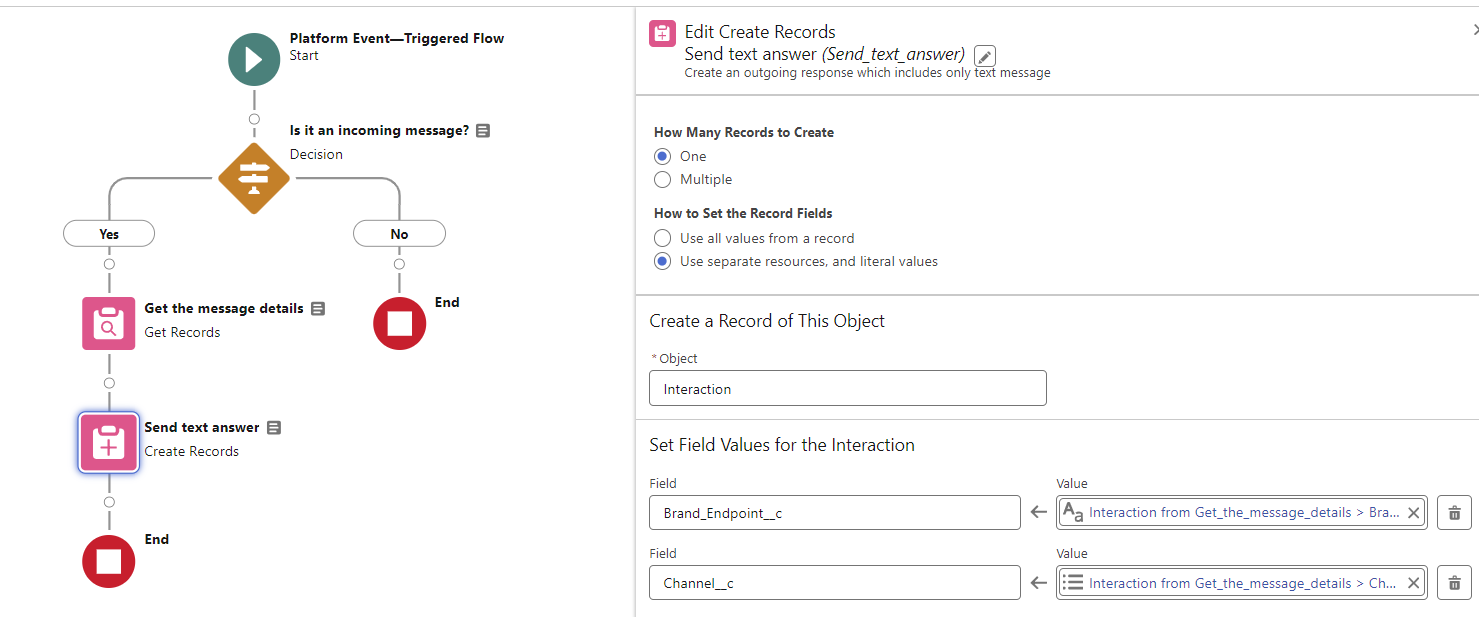 Platform Event—Triggered Flow
Start
Is it an incoming message?
Decision
Yes
No
Get the message details
Get Records
End
Send text answer
Create Records
End
Edit Create Records
Send text answer (Send_text_answer)
Create an outgoing response which includes only text message
How Many Records to Create
One
Multiple
How to Set the Record Fields
Use all values from a record
Use separate resources, and literal values
Create a Record of This Object
* Object
Interaction
Set Field Values for the Interaction
Field
Value
Brand_Endpoint__c
Aa Interaction from Get_the_message_details > Bra...
Field
Value
Channel__c
Interaction from Get_the_message_details > Ch...